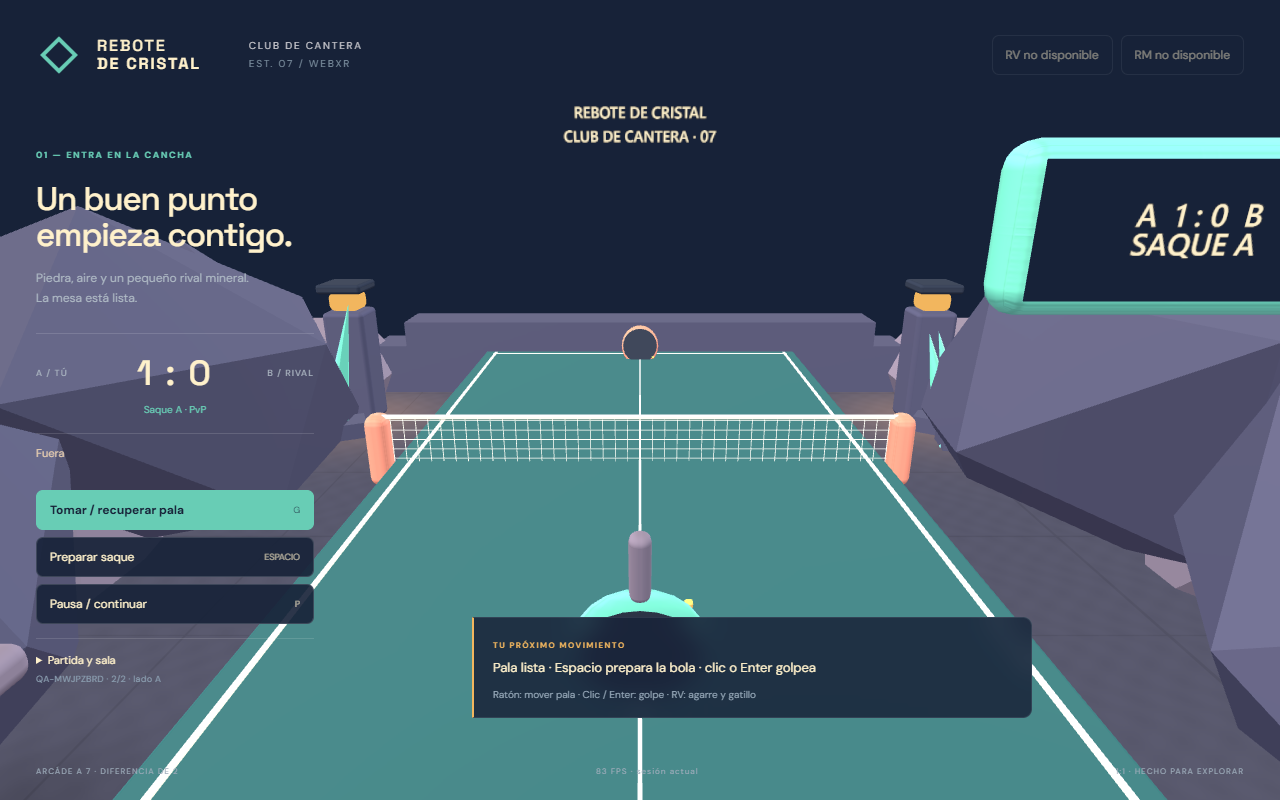 REBOTE
DE CRISTAL
CLUB DE CANTERA
EST. 07 / WEBXR
RV no disponible
RM no disponible
REBOTE DE CRISTAL
CLUB DE CANTERA · 07
01 — ENTRA EN LA CANCHA
Un buen punto
empieza contigo.
Piedra, aire y un pequeño rival mineral.
La mesa está lista.
A 1:0 B
SAQUE A
A / TÚ
1 : 0
B / RIVAL
Saque A · PvP
Fuera
Tomar / recuperar pala
G
Preparar saque
ESPACIO
Pausa / continuar
P
Partida y sala
QA-MWJPZBRD · 2/2 · lado A
TU PRÓXIMO MOVIMIENTO
Pala lista · Espacio prepara la bola · clic o Enter golpea
Ratón: mover pala · Clic / Enter: golpe · RV: agarre y gatillo
ARCADE A 7 · DIFERENCIA DE 2
83 FPS · sesión actual
· HECHO PARA EXPLORAR